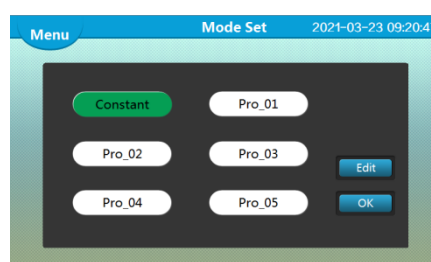 Menu
Mode Set
2021-03-23 09:20:4
Constant
Pro_01
Pro_02
Pro_03
Edit
Pro_04
Pro_05
OK